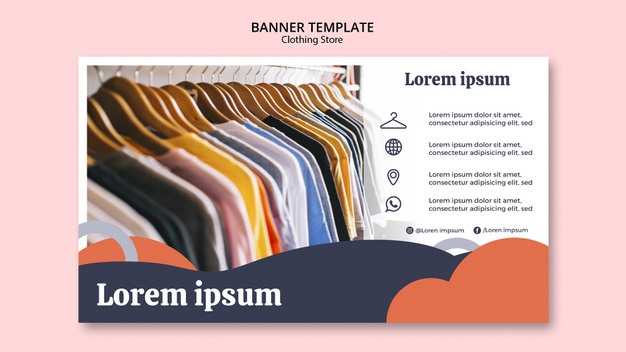 BANNER TEMPLATE
Clothing Store
Lorem ipsum
Lorem ipsum dolor sit amet,
consectetur adipisicing elit, sed
Lorem ipsum dolor sit amet,
consectetur adipisicing elit, sed
Lorem ipsum dolor sit amet,
consectetur adipisicing elit, sed
Lorem ipsum dolor sit amet,
consectetur adipisicing elit, sed
@Loren impsum /Loren impsum
Lorem ipsum